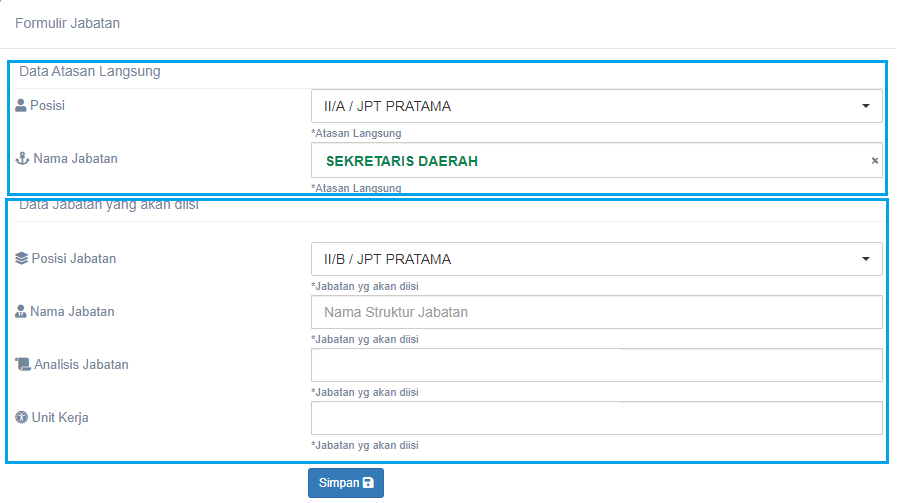 Formulir Jabatan
Data Atasan Langsung
Posisi
II/A / JPT PRATAMA
*Atasan Langsung
Nama Jabatan
SEKRETARIS DAERAH
×
*Atasan Langsung
Data Jabatan yang akan diisi
Posisi Jabatan
II/B / JPT PRATAMA
*Jabatan yg akan diisi
Nama Jabatan
Nama Struktur Jabatan
*Jabatan yg akan diisi
Analisis Jabatan
*Jabatan yg akan diisi
Unit Kerja
*Jabatan yg akan diisi
Simpan